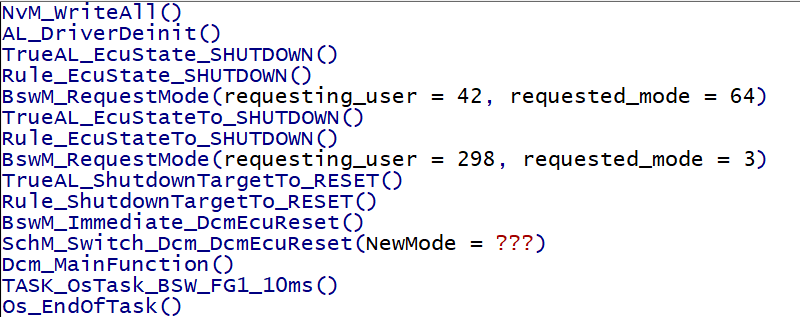 NvM_WriteAll()
AL_DriverDeinit()
TrueAL_EcuState_SHUTDOWN()
Rule_EcuState_SHUTDOWN()
BswM_RequestMode(requesting_user = 42, requested_mode = 64)
TrueAL_EcuStateTo_SHUTDOWN()
Rule_EcuStateTo_SHUTDOWN()
BswM_RequestMode(requesting_user = 298, requested_mode = 3)
TrueAL_ShutdownTargetTo_RESET()
Rule_ShutdownTargetTo_RESET()
BswM_Immediate_DcmEcuReset()
SchM_Switch_Dcm_DcmEcuReset(NewMode = ???)
Dcm_MainFunction()
TASK_OsTask_BSW_FG1_10ms()
Os_EndOfTask()